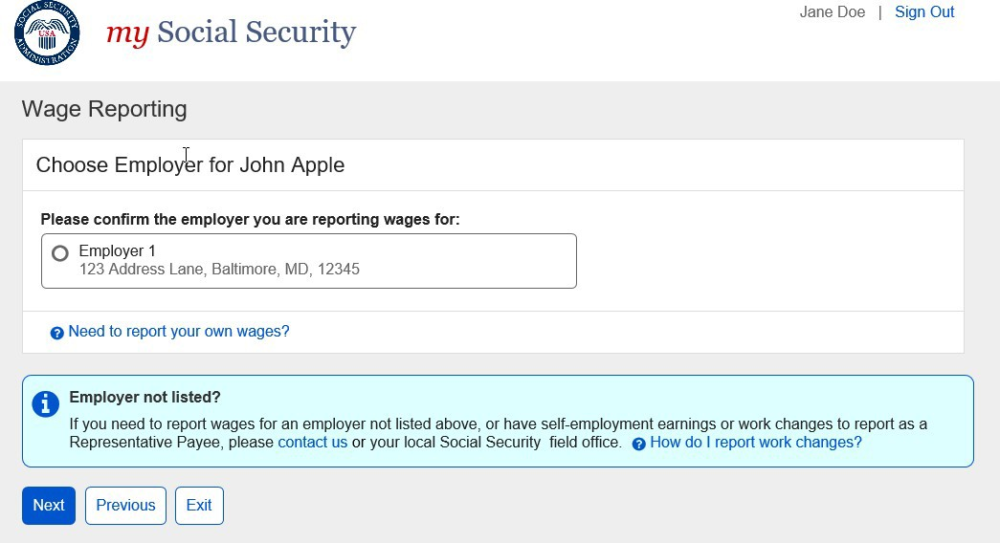 SOCIAL SECURITY
USA
ADMINISTRATION
my Social Security
Jane Doe | Sign Out
Wage Reporting
Choose Employer for John Apple
Please confirm the employer you are reporting wages for:
Employer 1
123 Address Lane, Baltimore, MD, 12345
? Need to report your own wages?
i Employer not listed?
If you need to report wages for an employer not listed above, or have self-employment earnings or work changes to report as a
Representative Payee, please contact us or your local Social Security field office. ? How do I report work changes?
Next Previous Exit